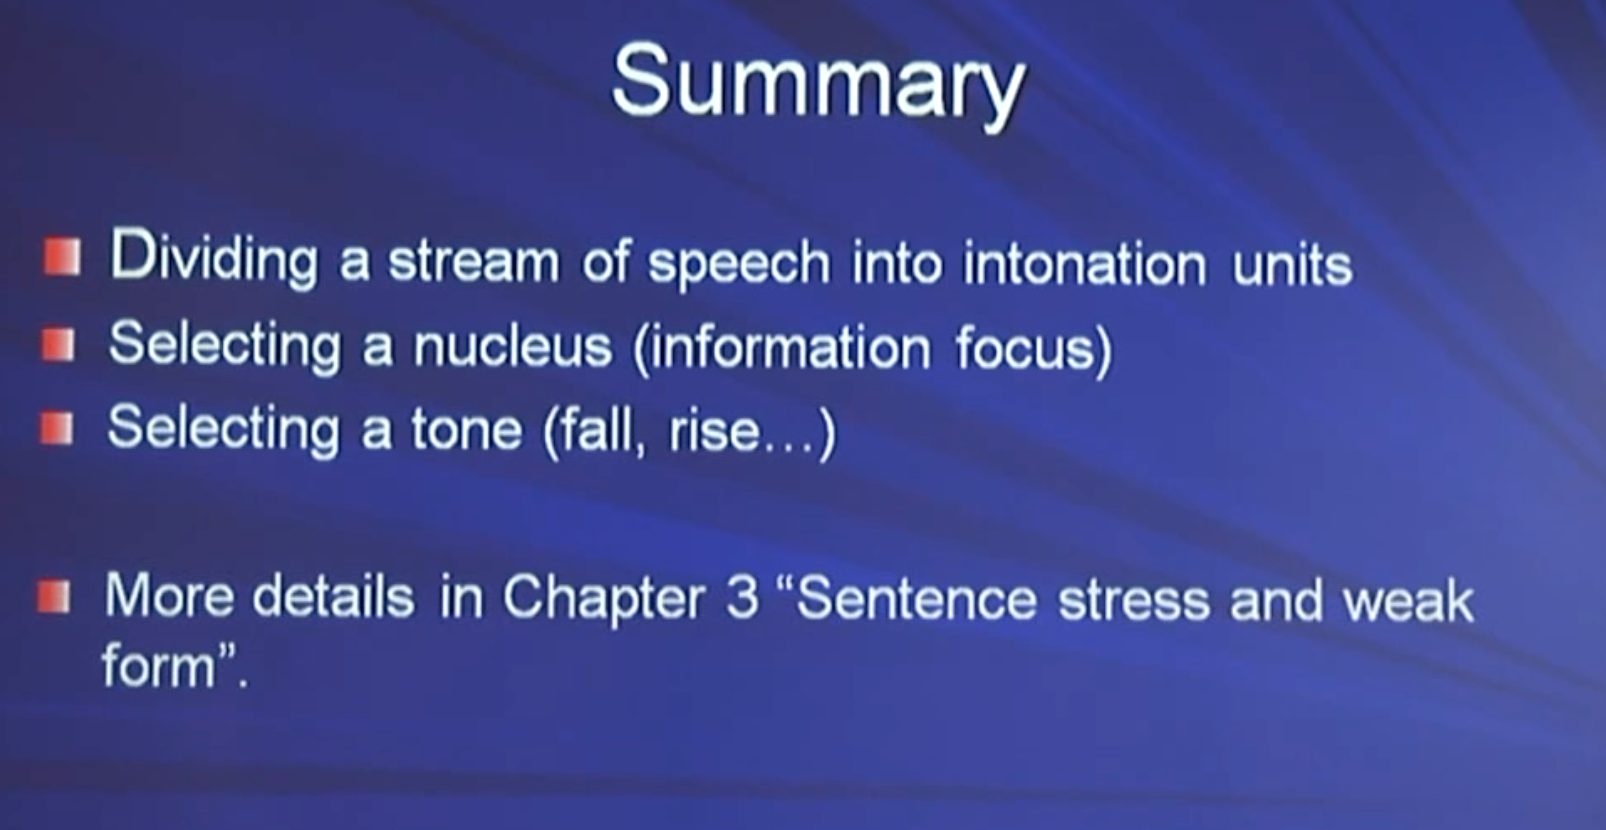 Summary
Dividing a stream of speech into intonation units
Selecting a nucleus (information focus)
Selecting a tone (fall, rise...)
More details in Chapter 3 “Sentence stress and weak
form”.